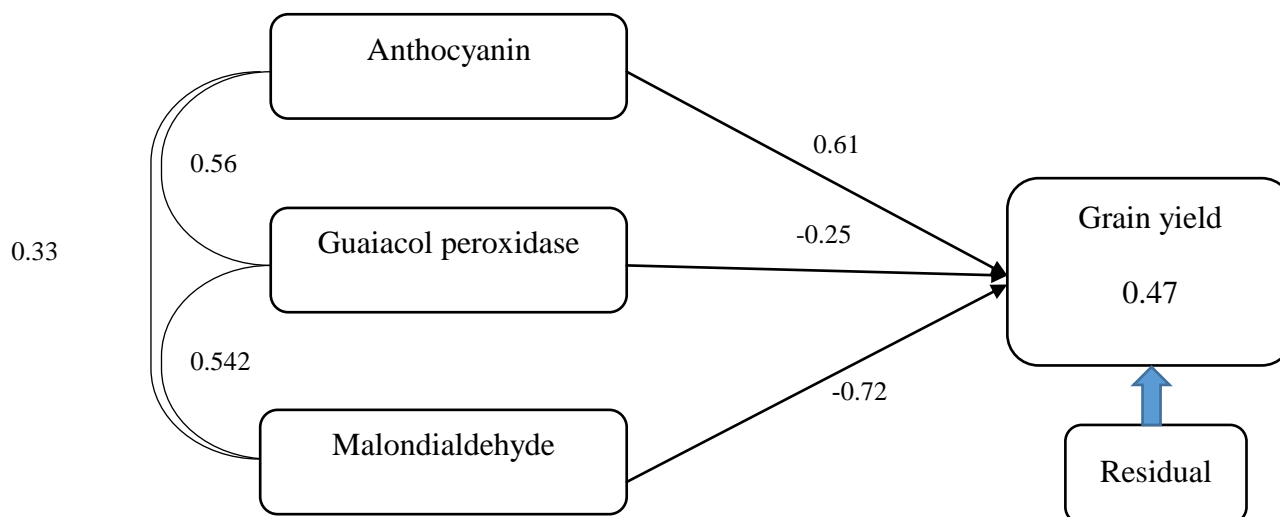 Anthocyanin
0.61
0.56
Guaiacol peroxidase
-0.25
0.33
Grain yield
0.47
0.542
-0.72
Malondialdehyde
Residual